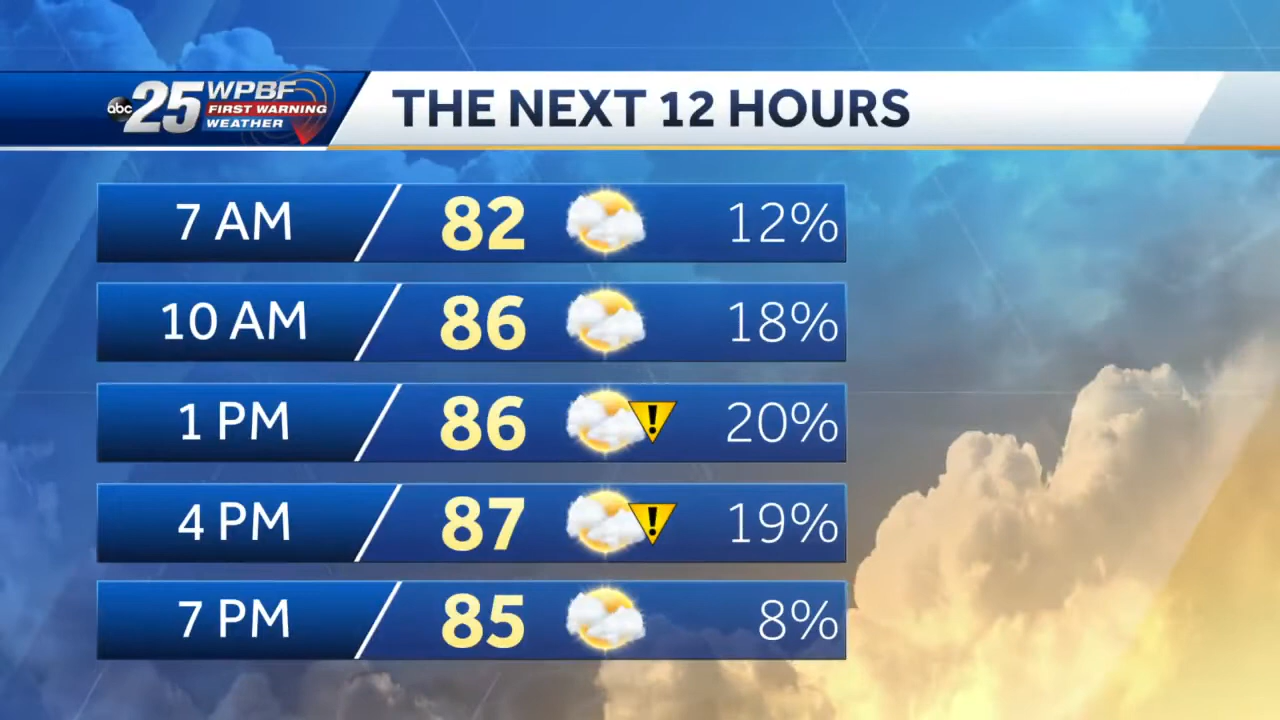 abc 25 WPBF
FIRST WARNING
WEATHER
THE NEXT 12 HOURS
7 AM 82 12%
10 AM 86 18%
1 PM 86 ! 20%
4 PM 87 ! 19%
7 PM 85 8%